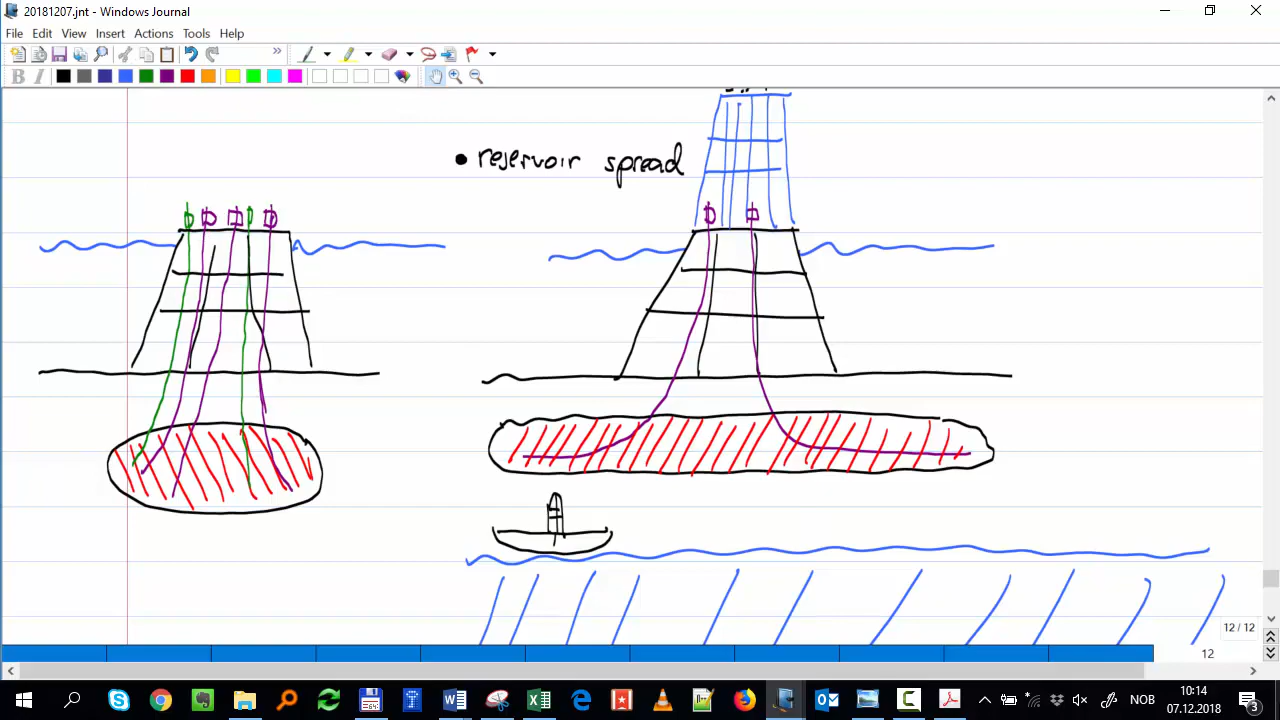 20181207.jnt - Windows Journal
File Edit View Insert Actions Tools Help
B I
• reservoir spread
12 / 12
12
NOB
10:14
07.12.2018
3